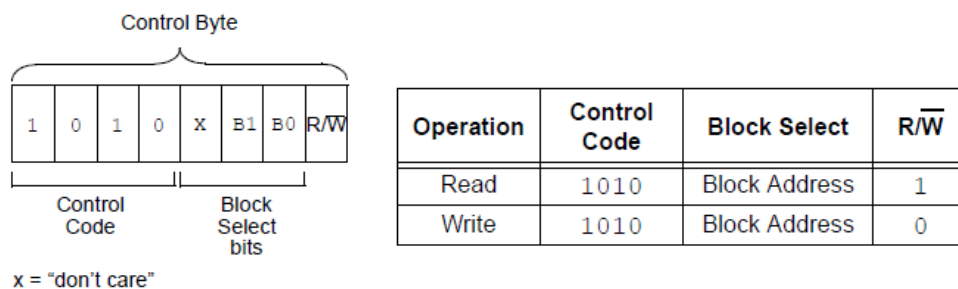 Control Byte
1 0 1 0 X B1 B0 R/W̅
Control Code
Block Select bits
x = “don’t care”
Operation Control Code Block Select R/W̅
Read 1010 Block Address 1
Write 1010 Block Address 0